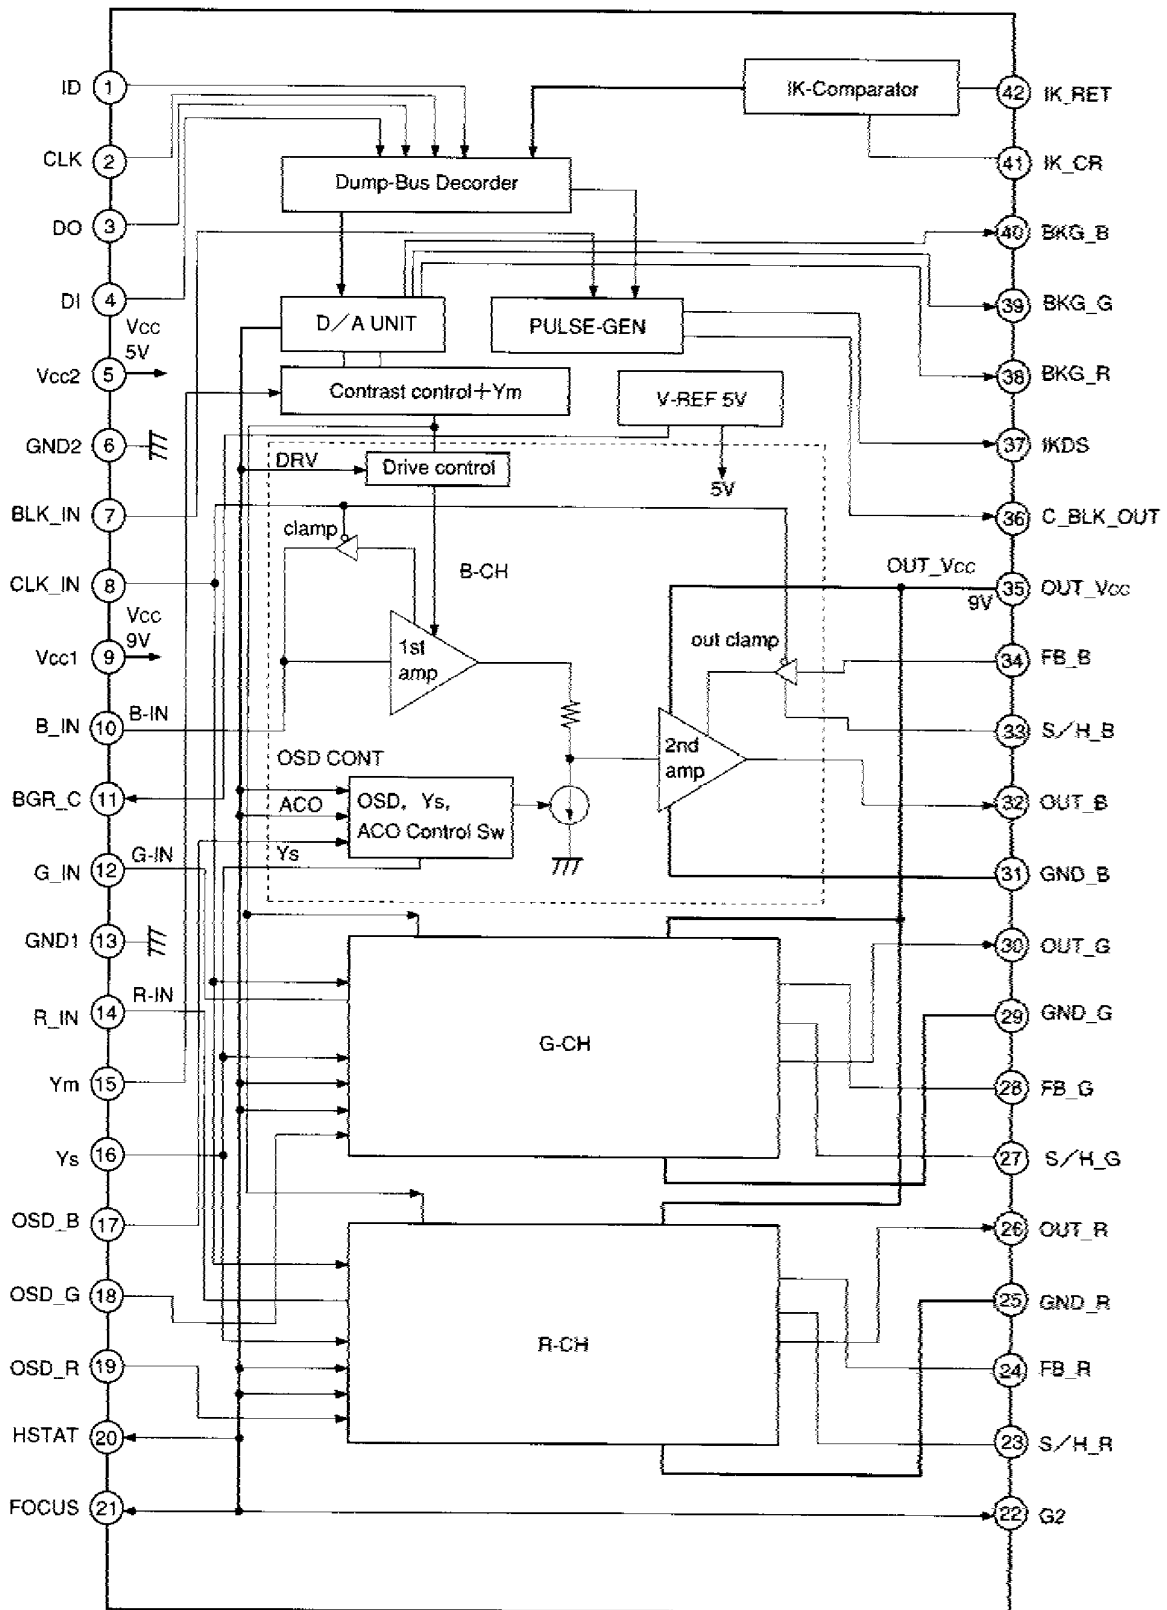 ID 1
CLK 2
DO 3
DI 4
Vcc
5V
Vcc2 5
GND2 6
BLK_IN 7
CLK_IN 8
Vcc
9V
Vcc1 9
B_IN 10 B-IN
BGR_C 11
G_IN 12 G-IN
GND1 13
R_IN 14 R-IN
Ym 15
Ys 16
OSD_B 17
OSD_G 18
OSD_R 19
HSTAT 20
FOCUS 21
IK-Comparator
Dump-Bus Decorder
D/A UNIT
PULSE-GEN
Contrast control+Ym
V-REF 5V
5V
DRV
Drive control
clamp
B-CH
1st
amp
OUT_Vcc
9V
out clamp
2nd
amp
OSD CONT
ACO
Ys
OSD, Ys,
ACO Control Sw
G-CH
R-CH
42 IK_RET
41 IK_CR
40 BKG_B
39 BKG_G
38 BKG_R
37 IKDS
36 C_BLK_OUT
35 OUT_Vcc
34 FB_B
33 S/H_B
32 OUT_B
31 GND_B
30 OUT_G
29 GND_G
28 FB_G
27 S/H_G
26 OUT_R
25 GND_R
24 FB_R
23 S/H_R
22 G2